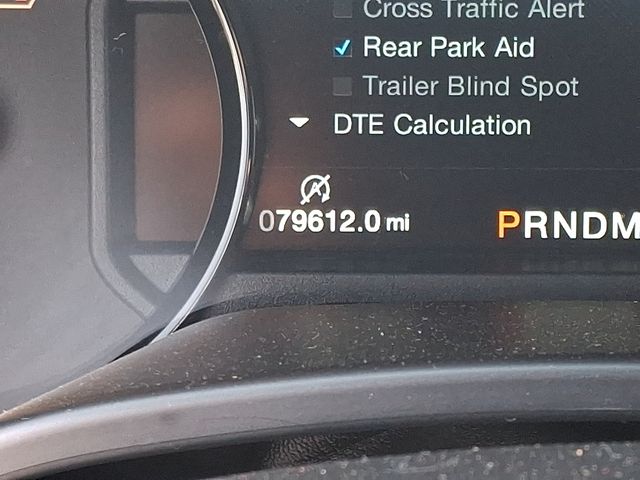 Cross Traffic Alert
Rear Park Aid
Trailer Blind Spot
DTE Calculation
A
079612.0 mi
PRNDM